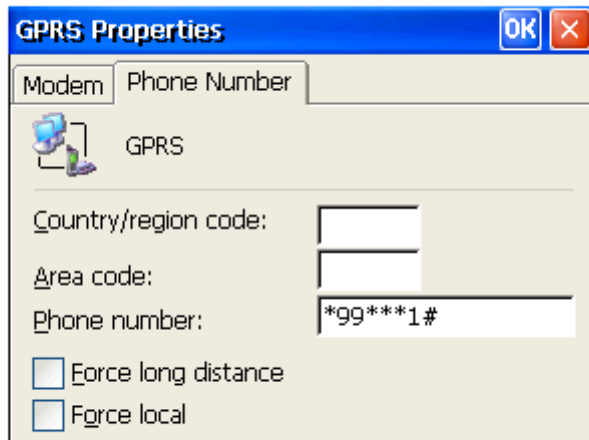 GPRS Properties OK
Modem Phone Number
GPRS
Country/region code:
Area code:
Phone number: *99***1#
Force long distance
Force local